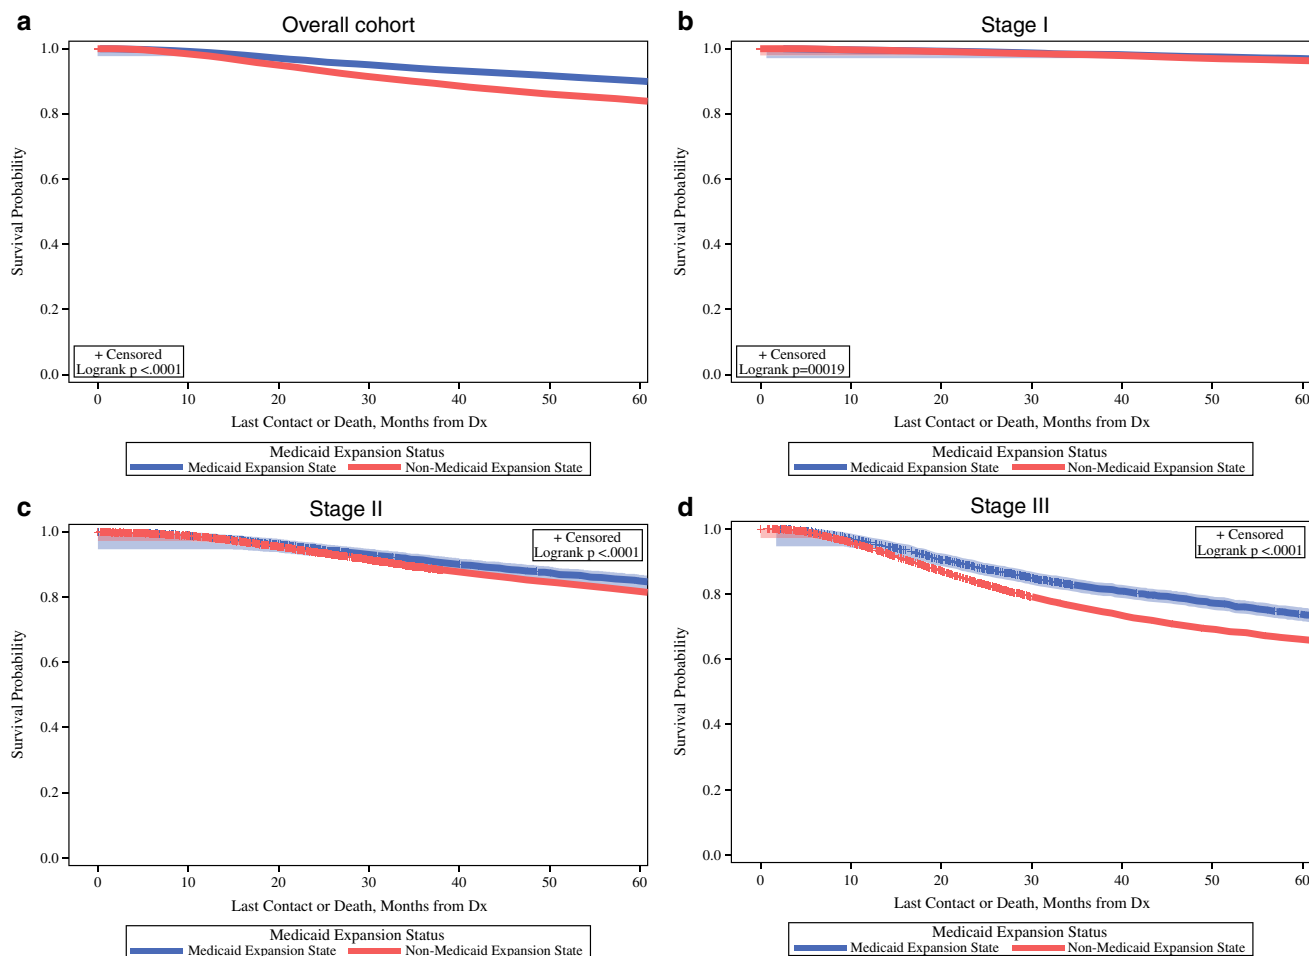 a
Overall cohort
1.0
0.8
0.6
0.4
0.2
0.0
Survival Probability
+ Censored
Logrank p <.0001
0 10 20 30 40 50 60
Last Contact or Death, Months from Dx
Medicaid Expansion Status
Medicaid Expansion State Non-Medicaid Expansion State
b
Stage I
1.0
0.8
0.6
0.4
0.2
0.0
Survival Probability
+ Censored
Logrank p=00019
0 10 20 30 40 50 60
Last Contact or Death, Months from Dx
Medicaid Expansion Status
Medicaid Expansion State Non-Medicaid Expansion State
c
Stage II
1.0
0.8
0.6
0.4
0.2
0.0
Survival Probability
+ Censored
Logrank p <.0001
0 10 20 30 40 50 60
Last Contact or Death, Months from Dx
Medicaid Expansion Status
Medicaid Expansion State Non-Medicaid Expansion State
d
Stage III
1.0
0.8
0.6
0.4
0.2
0.0
Survival Probability
+ Censored
Logrank p <.0001
0 10 20 30 40 50 60
Last Contact or Death, Months from Dx
Medicaid Expansion Status
Medicaid Expansion State Non-Medicaid Expansion State